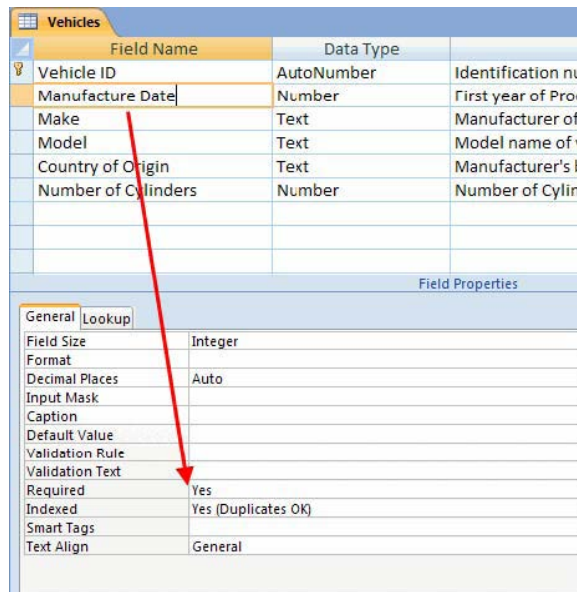 Vehicles
Field Name Data Type
Vehicle ID AutoNumber Identification nu
Manufacture Date Number First year of Pro
Make Text Manufacturer of
Model Text Model name of
Country of Origin Text Manufacturer's
Number of Cylinders Number Number of Cylin
Field Properties
General Lookup
Field Size Integer
Format
Decimal Places Auto
Input Mask
Caption
Default Value
Validation Rule
Validation Text
Required Yes
Indexed Yes (Duplicates OK)
Smart Tags
Text Align General